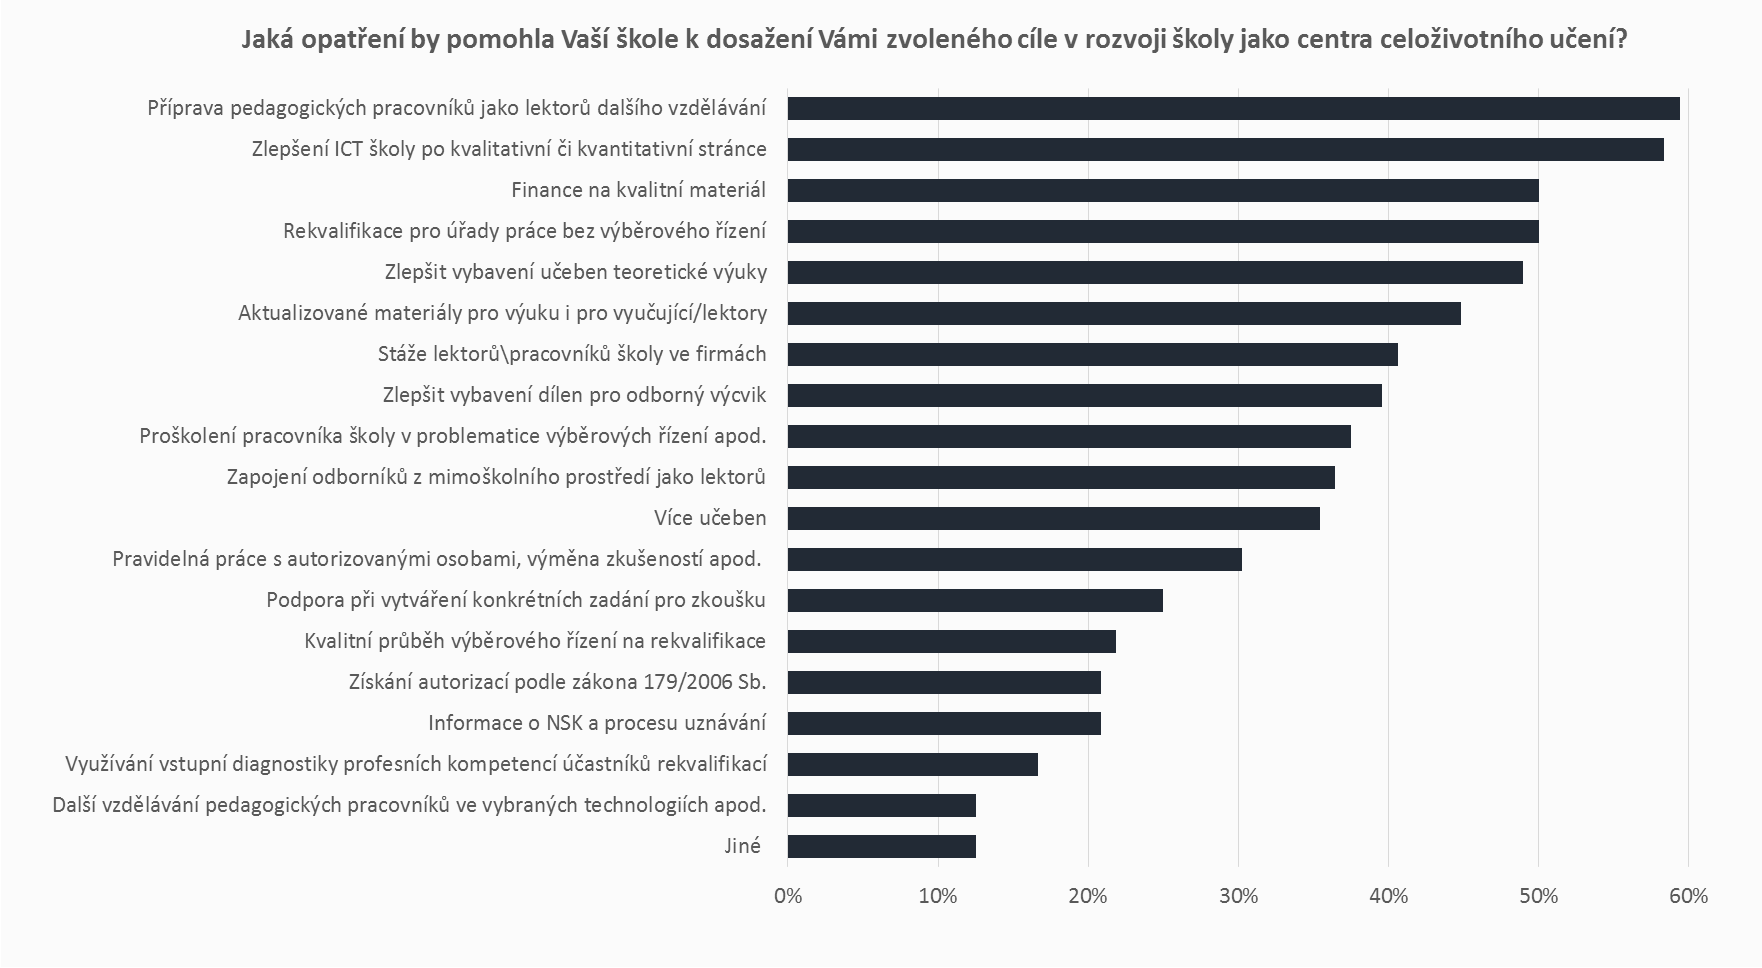 Jaká opatření by pomohla Vaší škole k dosažení Vámi zvoleného cíle v rozvoji školy jako centra celoživotního učení?
Příprava pedagogických pracovníků jako lektorů dalšího vzdělávání
Zlepšení ICT školy po kvalitativní či kvantitativní stránce
Finance na kvalitní materiál
Rekvalifikace pro úřady práce bez výběrového řízení
Zlepšit vybavení učeben teoretické výuky
Aktualizované materiály pro výuku i pro vyučující/lektory
Stáže lektorů\pracovníků školy ve firmách
Zlepšit vybavení dílen pro odborný výcvik
Proškolení pracovníka školy v problematice výběrových řízení apod.
Zapojení odborníků z mimoškolního prostředí jako lektorů
Více učeben
Pravidelná práce s autorizovanými osobami, výměna zkušeností apod.
Podpora při vytváření konkrétních zadání pro zkoušku
Kvalitní průběh výběrového řízení na rekvalifikace
Získání autorizací podle zákona 179/2006 Sb.
Informace o NSK a procesu uznávání
Využívání vstupní diagnostiky profesních kompetencí účastníků rekvalifikací
Další vzdělávání pedagogických pracovníků ve vybraných technologiích apod.
Jiné
0% 10% 20% 30% 40% 50% 60%